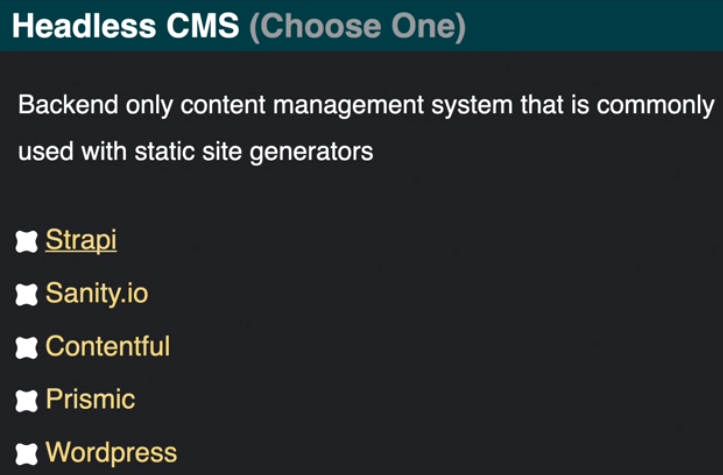 Headless CMS (Choose One)
Backend only content management system that is commonly
used with static site generators
Strapi
Sanity.io
Contentful
Prismic
Wordpress